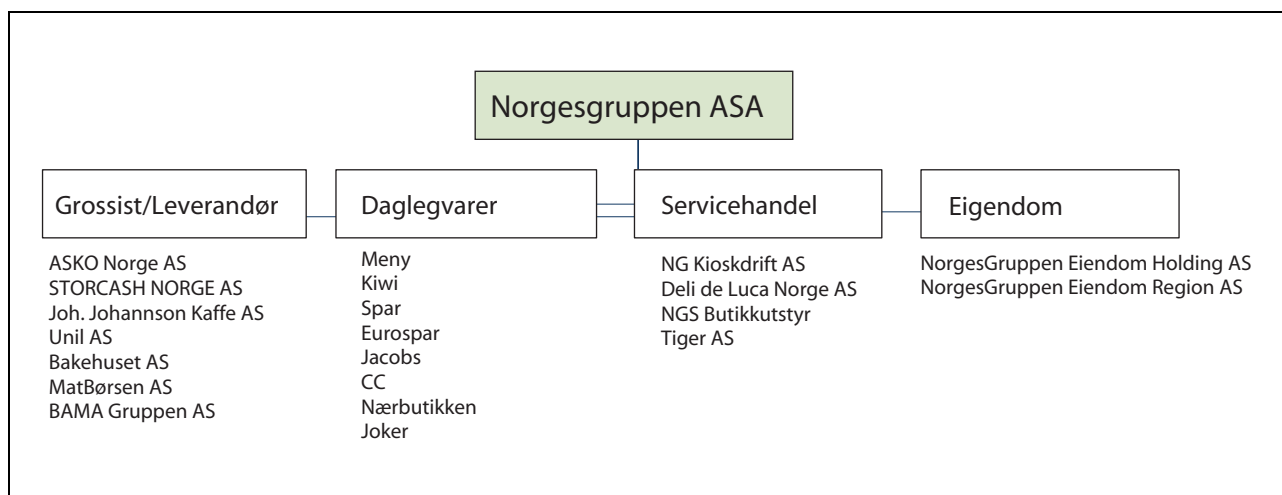 Norgesgruppen ASA
Grossist/Leverandør
ASKO Norge AS
STORCASH NORGE AS
Joh. Johannson Kaffe AS
Unil AS
Bakehuset AS
MatBørsen AS
BAMA Gruppen AS
Daglegvarer
Meny
Kiwi
Spar
Eurospar
Jacobs
CC
Nærbutikken
Joker
Servicehandel
NG Kioskdrift AS
Deli de Luca Norge AS
NGS Butikkutstyr
Tiger AS
Eigendom
NorgesGruppen Eiendom Holding AS
NorgesGruppen Eiendom Region AS